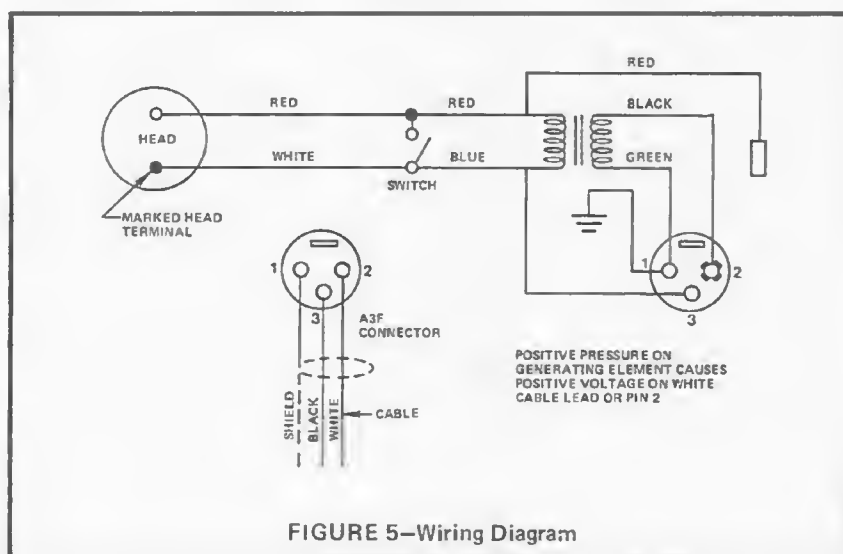 RED
RED
RED
BLACK
HEAD
WHITE
BLUE
GREEN
SWITCH
MARKED HEAD
TERMINAL
1
2
3
A3F
CONNECTOR
SHIELD
BLACK
WHITE
CABLE
1
2
3
POSITIVE PRESSURE ON
GENERATING ELEMENT CAUSES
POSITIVE VOLTAGE ON WHITE
CABLE LEAD OR PIN 2
FIGURE 5—Wiring Diagram